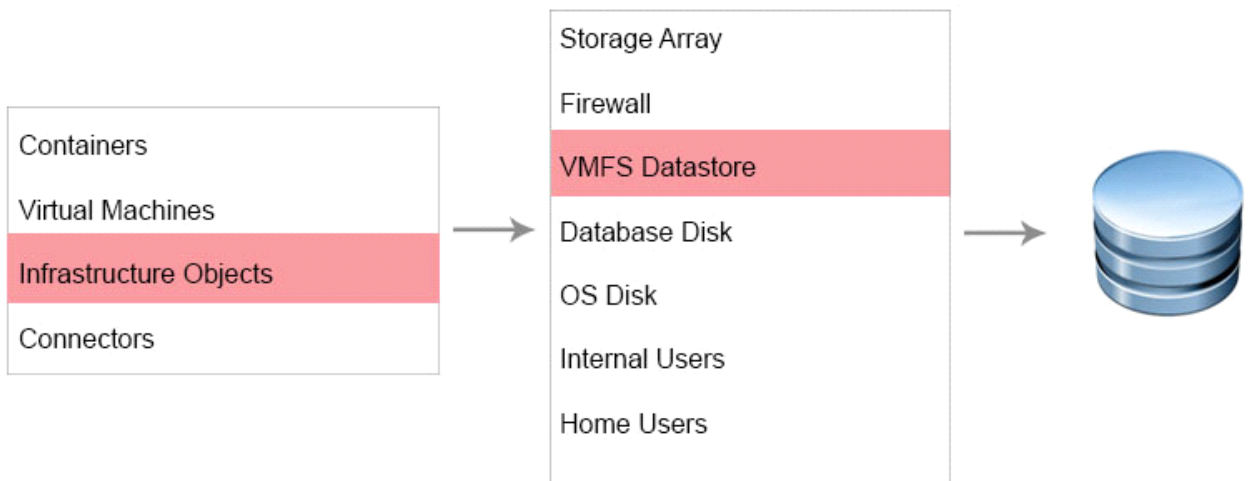 Containers
Virtual Machines
Infrastructure Objects
Connectors
Storage Array
Firewall
VMFS Datastore
Database Disk
OS Disk
Internal Users
Home Users